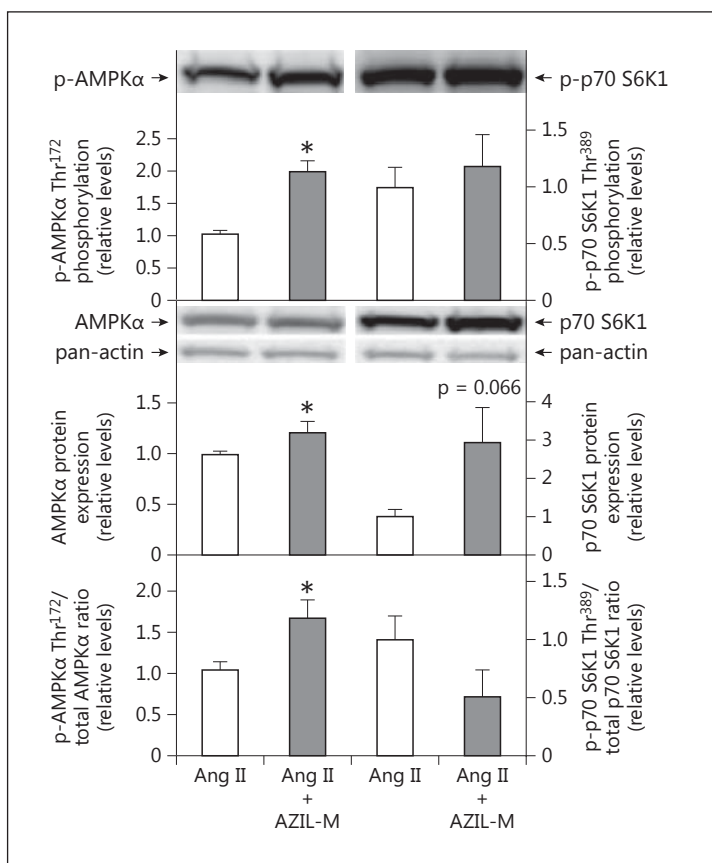 p-AMPKα
p-p70 S6K1
p-AMPKα Thr172
phosphorylation
(relative levels)
2.5
2.0
1.5
1.0
0.5
0
*
1.5
1.0
0.5
0
p-p70 S6K1 Thr389
phosphorylation
(relative levels)
AMPKα
p70 S6K1
pan-actin
pan-actin
AMPKα protein
expression
(relative levels)
1.5
1.0
0.5
0
*
p = 0.066
4
3
2
1
0
p70 S6K1 protein
expression
(relative levels)
p-AMPKα Thr172/
total AMPKα ratio
(relative levels)
2.0
1.5
1.0
0.5
0
*
1.5
1.0
0.5
0
p-p70 S6K1 Thr389/
total p70 S6K1 ratio
(relative levels)
Ang II
Ang II
+
AZIL-M
Ang II
Ang II
+
AZIL-M